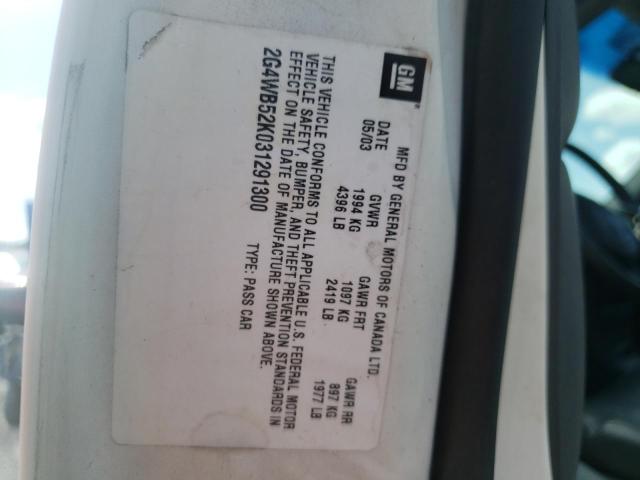 GM
MFD BY GENERAL MOTORS OF CANADA LTD.
DATE GVWR GAWR FRT GAWR RR
05/03 1994 KG 1097 KG 897 KG
4396 LB 2419 LB 1977 LB
THIS VEHICLE CONFORMS TO ALL APPLICABLE U.S. FEDERAL MOTOR
VEHICLE SAFETY, BUMPER, AND THEFT PREVENTION STANDARDS IN
EFFECT ON THE DATE OF MANUFACTURE SHOWN ABOVE.
2G4WB52K031291300 TYPE: PASS CAR